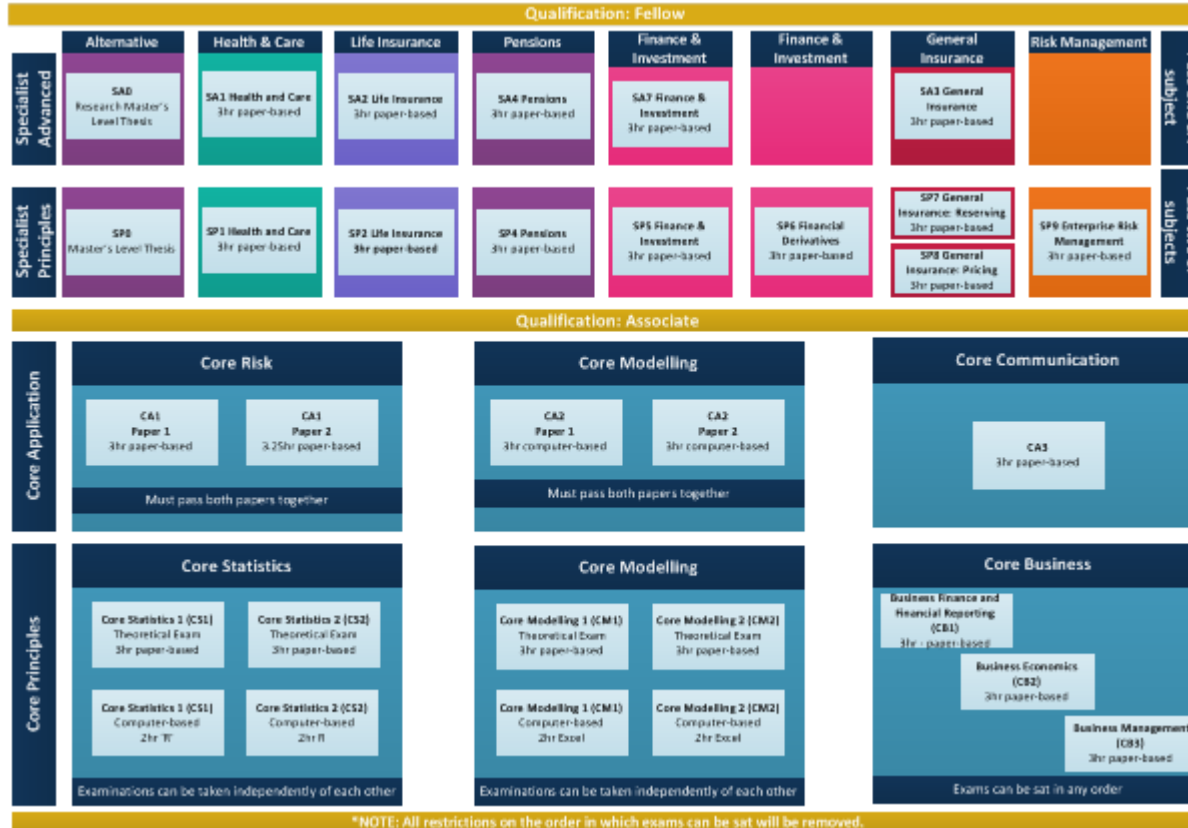 Qualification: Fellow
Specialist Advanced
Alternative
Health & Care
Life Insurance
Pensions
Finance &
Investment
Finance &
Investment
General
Insurance
Risk Management
subject
SA0
Research Master's
Level Thesis
SA1 Health and Care
3hr paper-based
SA2 Life Insurance
3hr paper-based
SA4 Pensions
3hr paper-based
SA7 Finance &
Investment
3hr paper-based
SA3 General
Insurance
3hr paper-based
Specialist Principles
SP0
Master's Level Thesis
SP1 Health and Care
3hr paper-based
SP2 Life Insurance
3hr paper-based
SP4 Pensions
3hr paper-based
SP5 Finance &
Investment
3hr paper-based
SP6 Financial
Derivatives
3hr paper-based
SP7 General
Insurance: Reserving
3hr paper-based
SP8 General
Insurance: Pricing
3hr paper-based
SP9 Enterprise Risk
Management
3hr paper-based
subjects
Qualification: Associate
Core Application
Core Risk
CA1
Paper 1
3hr paper-based
CA1
Paper 2
3.25hr paper-based
Must pass both papers together
Core Modelling
CA2
Paper 1
3hr computer-based
CA2
Paper 2
3hr computer-based
Must pass both papers together
Core Communication
CA3
3hr paper-based
Core Principles
Core Statistics
Core Statistics 1 (CS1)
Theoretical Exam
3hr paper-based
Core Statistics 2 (CS2)
Theoretical Exam
3hr paper-based
Core Statistics 1 (CS1)
Computer-based
2hr 'R'
Core Statistics 2 (CS2)
Computer-based
2hr R
Examinations can be taken independently of each other
Core Modelling
Core Modelling 1 (CM1)
Theoretical Exam
3hr paper-based
Core Modelling 2 (CM2)
Theoretical Exam
3hr paper-based
Core Modelling 1 (CM1)
Computer-based
2hr Excel
Core Modelling 2 (CM2)
Computer-based
2hr Excel
Examinations can be taken independently of each other
Core Business
Business Finance and
Financial Reporting
(CB1)
3hr - paper-based
Business Economics
(CB2)
3hr paper-based
Business Management
(CB3)
3hr paper-based
Exams can be sat in any order
*NOTE: All restrictions on the order in which exams can be sat will be removed.